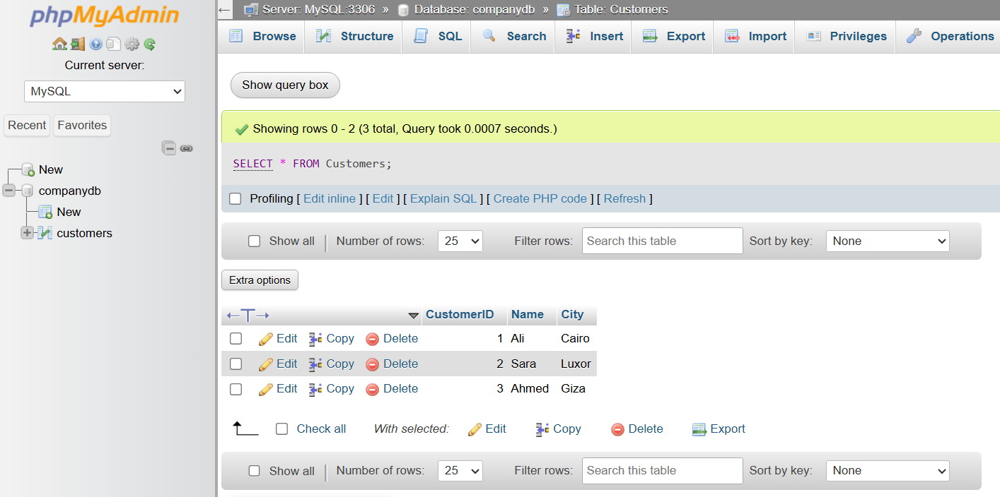 phpMyAdmin
Current server:
MySQL
Recent Favorites
New
companydb
New
customers
Server: MySQL:3306 » Database: companydb » Table: Customers
Browse Structure SQL Search Insert Export Import Privileges Operations
Show query box
Showing rows 0 - 2 (3 total, Query took 0.0007 seconds.)
SELECT * FROM Customers;
Profiling [ Edit inline ] [ Edit ] [ Explain SQL ] [ Create PHP code ] [ Refresh ]
Show all | Number of rows: 25 Filter rows: Search this table Sort by key: None
Extra options
←T→ CustomerID Name City
Edit Copy Delete 1 Ali Cairo
Edit Copy Delete 2 Sara Luxor
Edit Copy Delete 3 Ahmed Giza
Check all With selected: Edit Copy Delete Export
Show all | Number of rows: 25 Filter rows: Search this table Sort by key: None